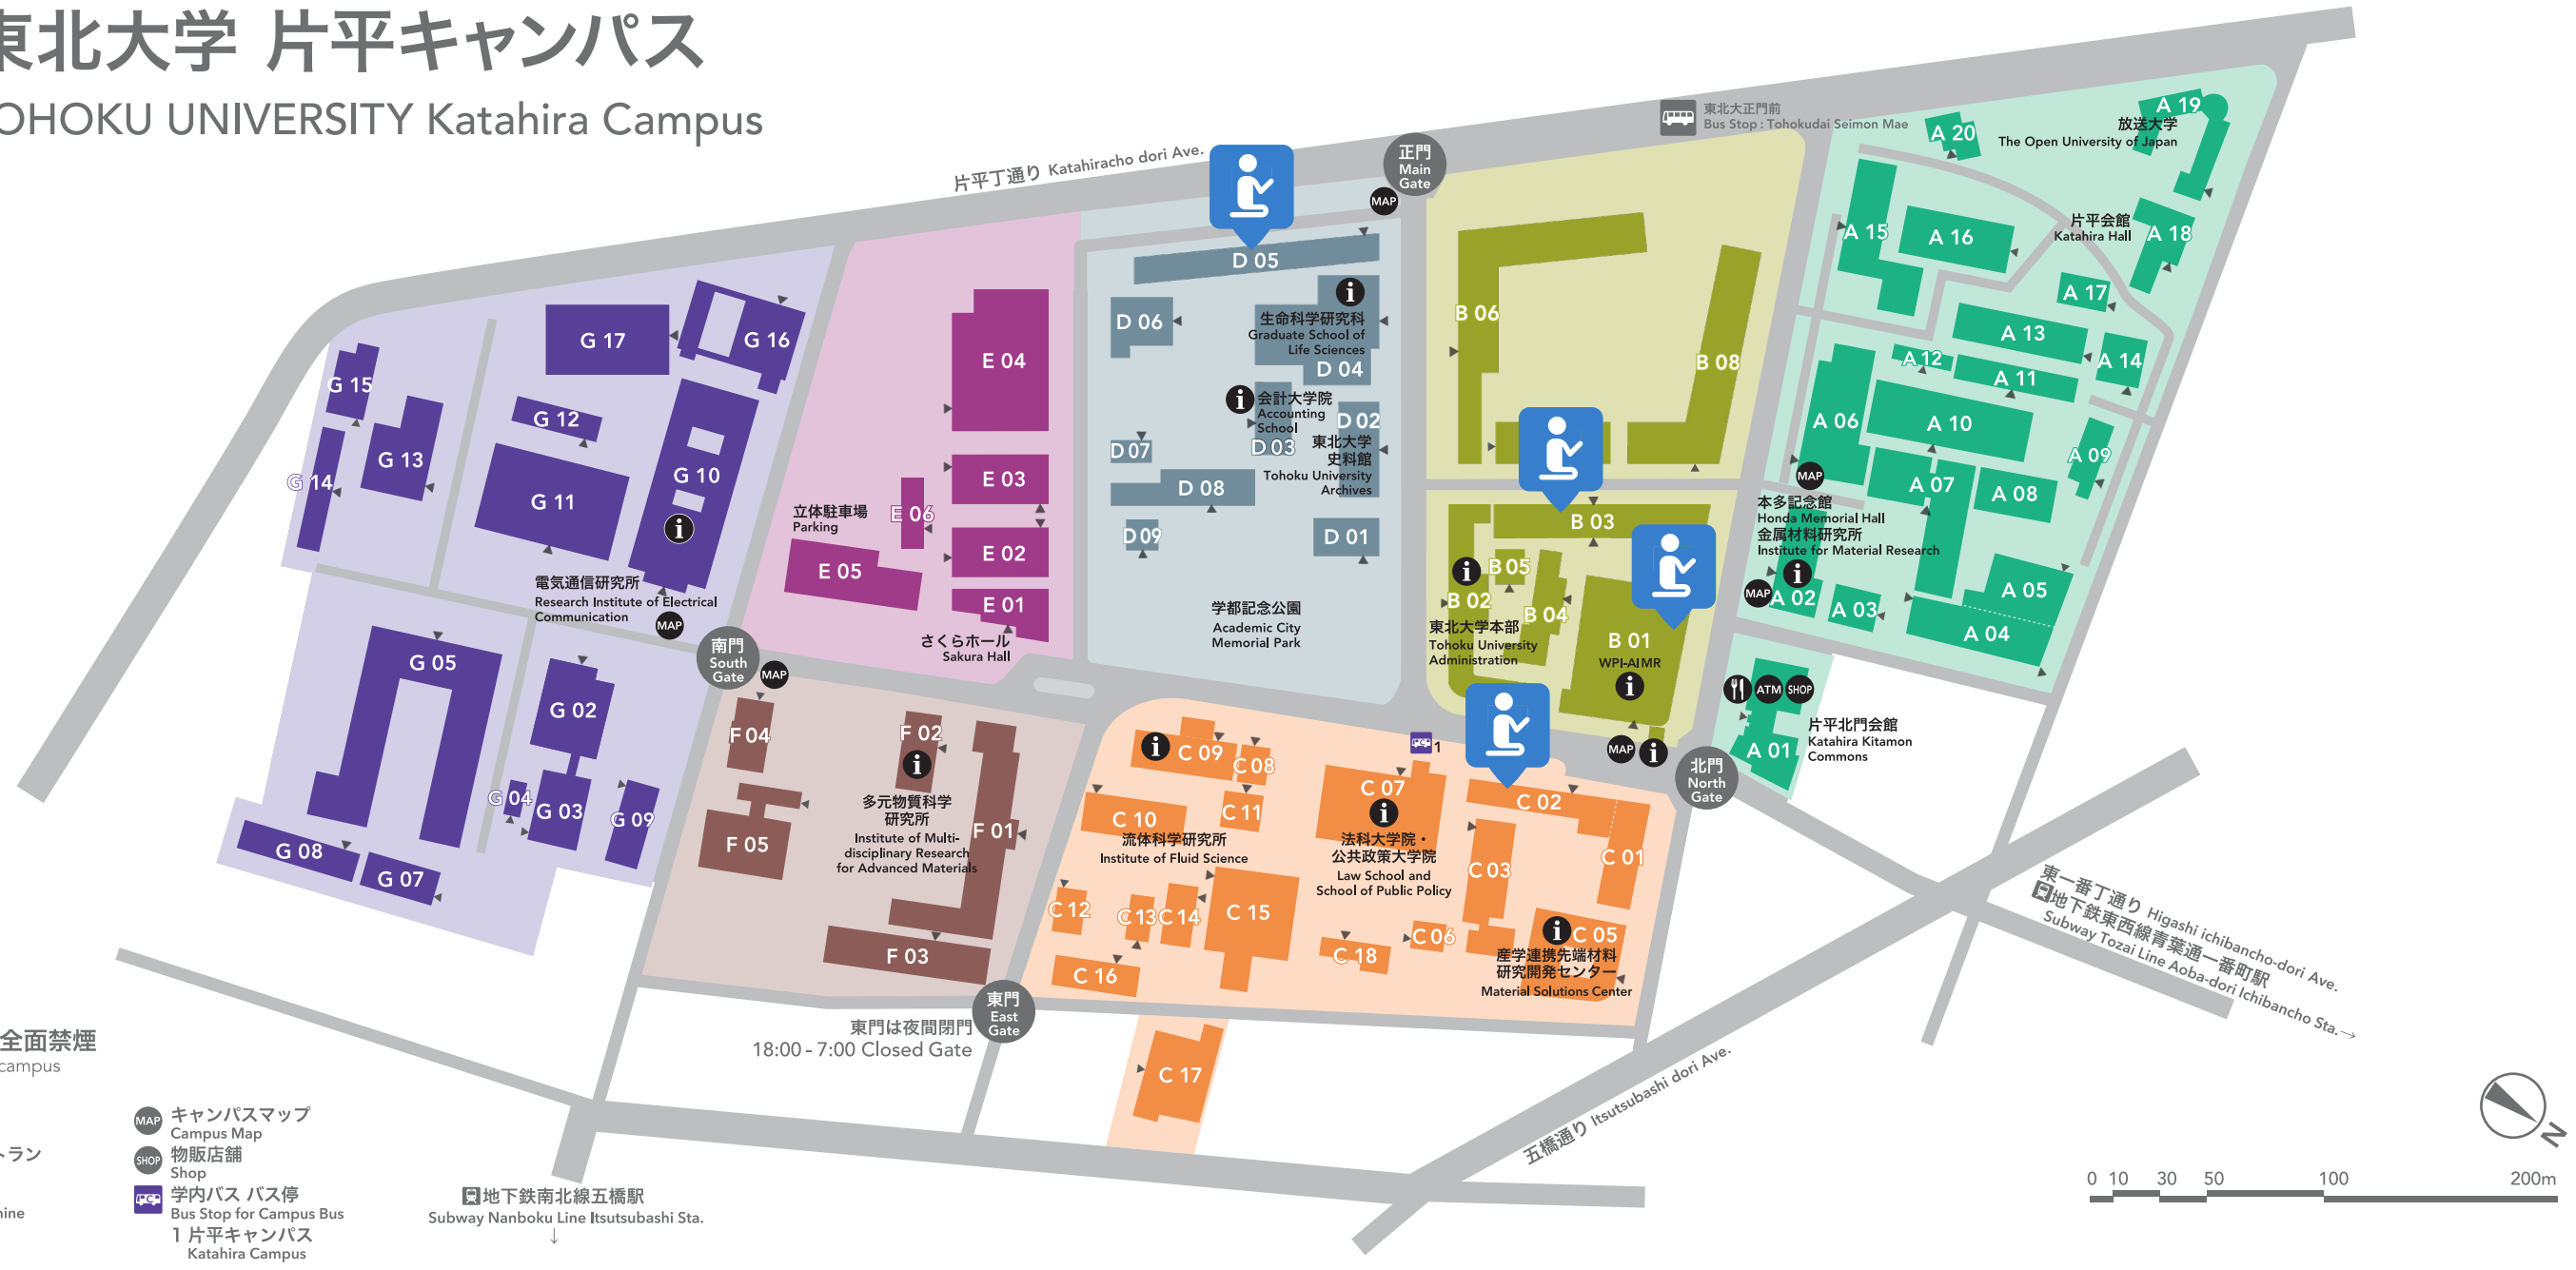 東北大学 片平キャンパス
OHOKU UNIVERSITY Katahira Campus
片平丁通り Katahiracho dori Ave.
正門
Main
Gate
MAP
東北大正門前
Bus Stop : Tohokudai Seimon Mae
A 20
A 19
放送大学
The Open University of Japan
A 15
A 16
片平会館
Katahira Hall
A 18
A 17
A 13
A 14
A 12
A 11
A 06
A 10
A 09
A 07
A 08
MAP
本多記念館
Honda Memorial Hall
金属材料研究所
Institute for Material Research
MAP
A 02
A 03
A 05
A 04
ATM
SHOP
片平北門会館
Katahira Kitamon
Commons
A 01
B 06
B 08
B 03
B 05
B 02
B 04
東北大学本部
Tohoku University
Administration
B 01
WPI-AIMR
MAP
北門
North
Gate
D 05
D 06
生命科学研究科
Graduate School of
Life Sciences
D 04
会計大学院
Accounting
School
D 03
D 02
東北大学
史料館
Tohoku University
Archives
D 07
D 08
D 09
D 01
学都記念公園
Academic City
Memorial Park
E 04
E 03
E 06
E 02
立体駐車場
Parking
E 05
E 01
さくらホール
Sakura Hall
G 17
G 16
G 15
G 12
G 13
G 14
G 11
G 10
電気通信研究所
Research Institute of Electrical
Communication
MAP
南門
South
Gate
MAP
G 05
G 02
G 04
G 03
G 09
G 08
G 07
F 04
F 02
F 05
F 01
多元物質科学
研究所
Institute of Multi-
disciplinary Research
for Advanced Materials
F 03
C 09
C 08
C 10
C 11
流体科学研究所
Institute of Fluid Science
1
C 07
法科大学院・
公共政策大学院
Law School and
School of Public Policy
C 02
C 03
C 01
C 12
C 13
C 14
C 15
C 16
C 18
C 06
C 05
産学連携先端材料
研究開発センター
Material Solutions Center
C 17
東門
East
Gate
東門は夜間閉門
18:00 - 7:00 Closed Gate
東一番丁通り Higashi ichibancho-dori Ave.
地下鉄東西線青葉通一番町駅
Subway Tozai Line Aoba-dori Ichibancho Sta.→
五橋通り Itsutsubashi dori Ave.
全面禁煙
campus
トラン
hine
MAP
キャンパスマップ
Campus Map
SHOP
物販店舗
Shop
学内バス バス停
Bus Stop for Campus Bus
1 片平キャンパス
Katahira Campus
地下鉄南北線五橋駅
Subway Nanboku Line Itsutsubashi Sta.
↓
N
0 10 30 50 100 200m